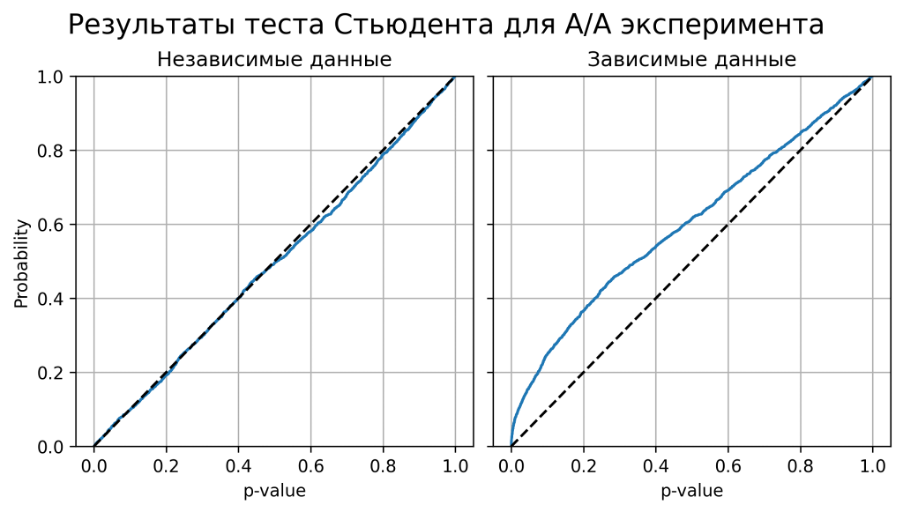 Результаты теста Стьюдента для А/А эксперимента
Независимые данные
Зависимые данные
Probability
1.0
0.8
0.6
0.4
0.2
0.0
0.0 0.2 0.4 0.6 0.8 1.0
0.0 0.2 0.4 0.6 0.8 1.0
p-value
p-value